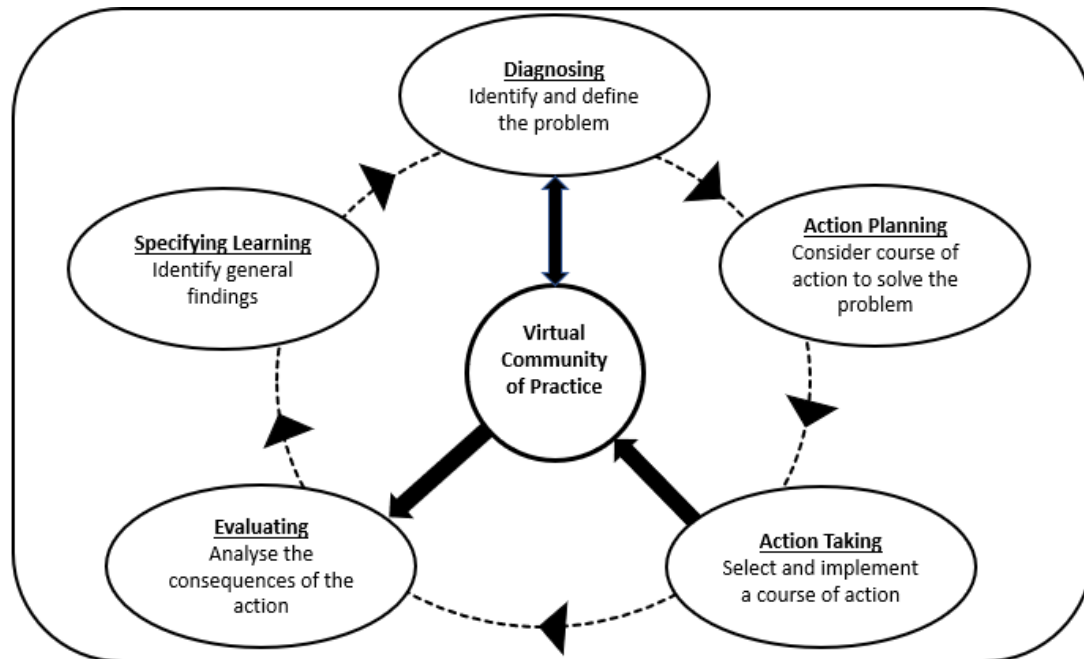 Diagnosing
Identify and define
the problem
Action Planning
Consider course of
action to solve the
problem
Specifying Learning
Identify general
findings
Virtual
Community
of Practice
Evaluating
Analyse the
consequences of the
action
Action Taking
Select and implement
a course of action